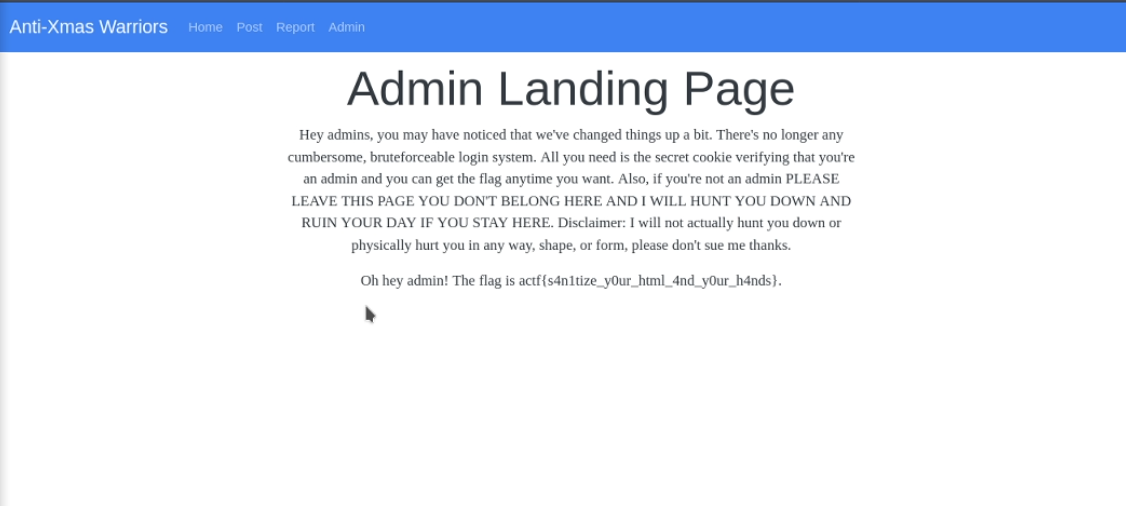 Anti-Xmas Warriors Home Post Report Admin
Admin Landing Page
Hey admins, you may have noticed that we've changed things up a bit. There's no longer any
cumbersome, bruteforceable login system. All you need is the secret cookie verifying that you're
an admin and you can get the flag anytime you want. Also, if you're not an admin PLEASE
LEAVE THIS PAGE YOU DON'T BELONG HERE AND I WILL HUNT YOU DOWN AND
RUIN YOUR DAY IF YOU STAY HERE. Disclaimer: I will not actually hunt you down or
physically hurt you in any way, shape, or form, please don't sue me thanks.
Oh hey admin! The flag is actf{s4n1tize_y0ur_html_4nd_y0ur_h4nds}.